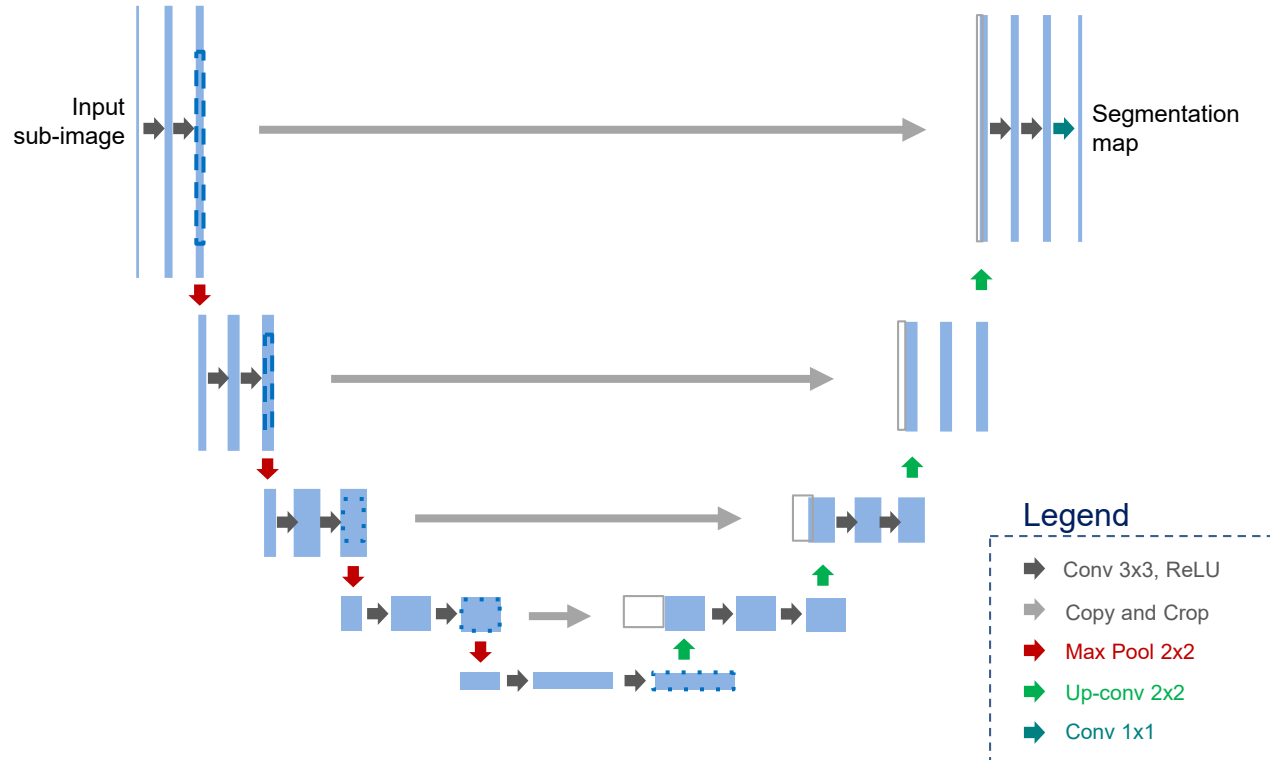 Input
sub-image
Segmentation
map
Legend
Conv 3x3, ReLU
Copy and Crop
Max Pool 2x2
Up-conv 2x2
Conv 1x1